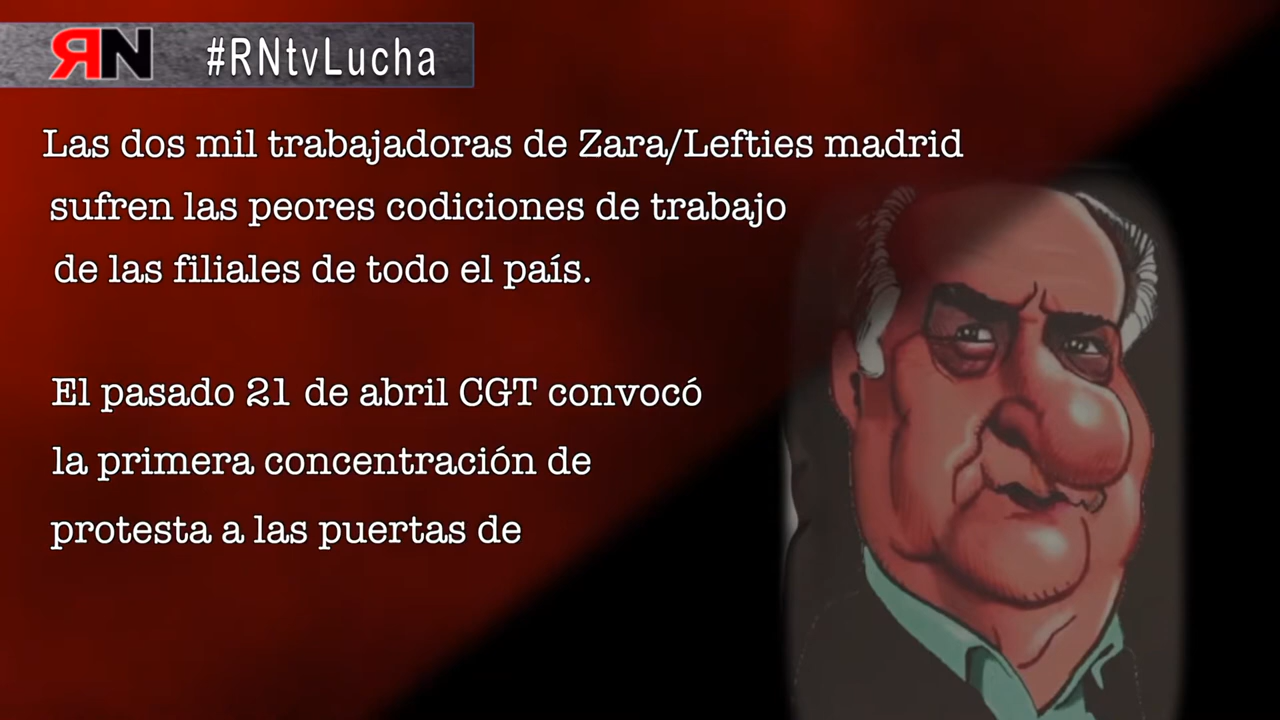 RN #RNtvLucha
Las dos mil trabajadoras de Zara/Lefties madrid
sufren las peores codiciones de trabajo
de las filiales de todo el país.
El pasado 21 de abril CGT convocó
la primera concentración de
protesta a las puertas de